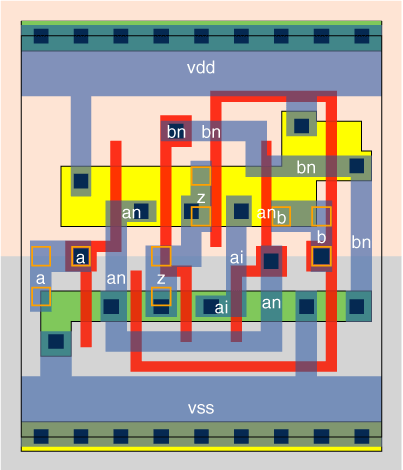 vdd
bn bn
bn
z
an an b
b bn
a ai
a an z
an
ai
vss